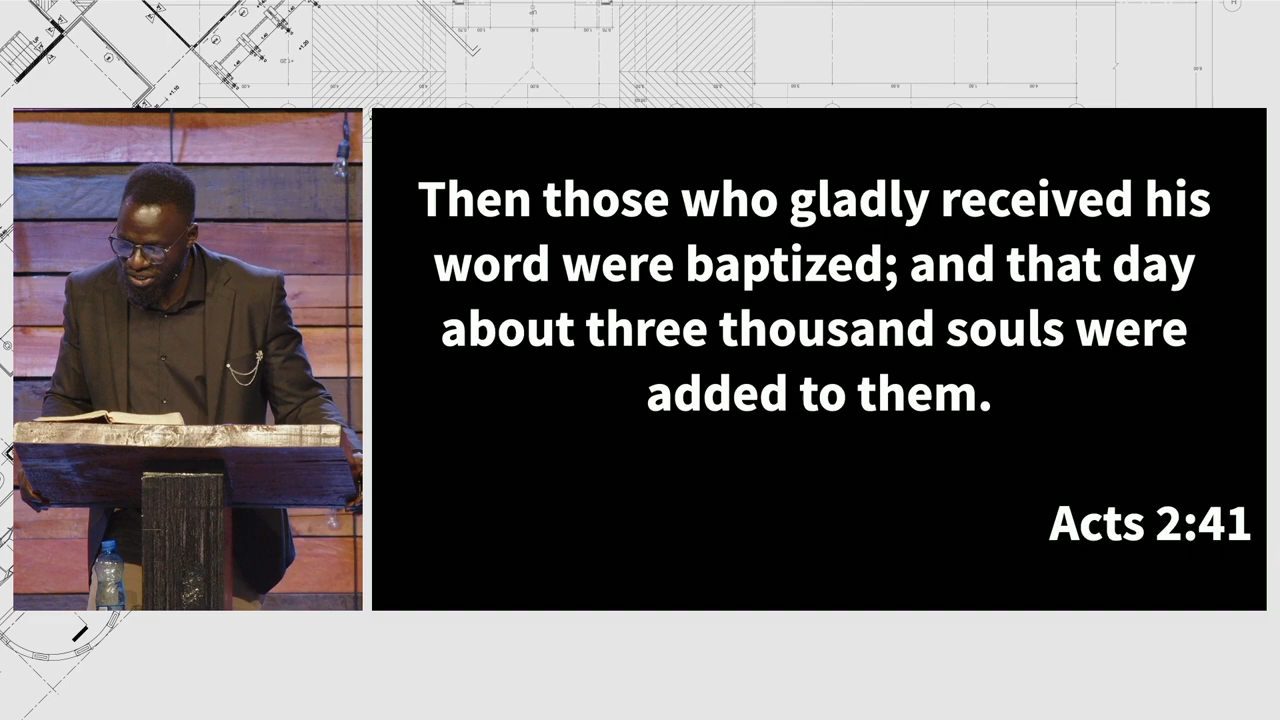 Then those who gladly received his
word were baptized; and that day
about three thousand souls were
added to them.
Acts 2:41